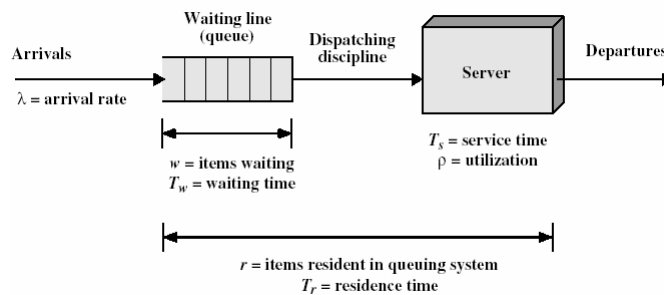 Waiting line
(queue)
Arrivals
Dispatching
discipline
Departures
Server
λ = arrival rate
w = items waiting
T_w = waiting time
T_s = service time
ρ = utilization
r = items resident in queuing system
T_r = residence time